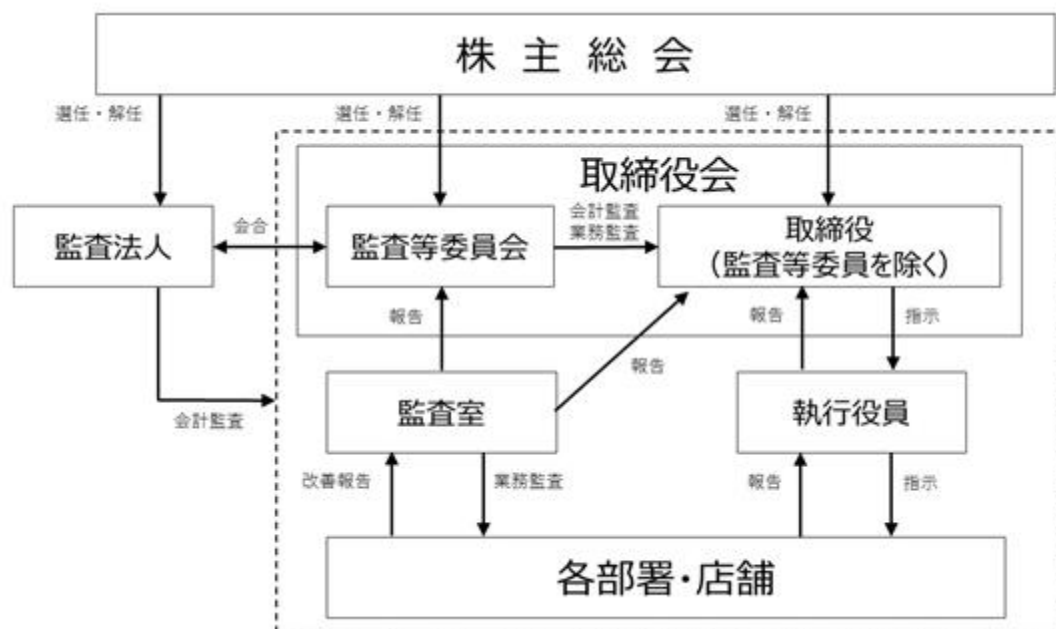 株主総会
選任・解任
選任・解任
選任・解任
取締役会
監査法人
会合
監査等委員会
会計監査
業務監査
取締役
(監査等委員を除く)
報告
報告
指示
報告
会計監査
監査室
執行役員
改善報告
業務監査
報告
指示
各部署・店舗